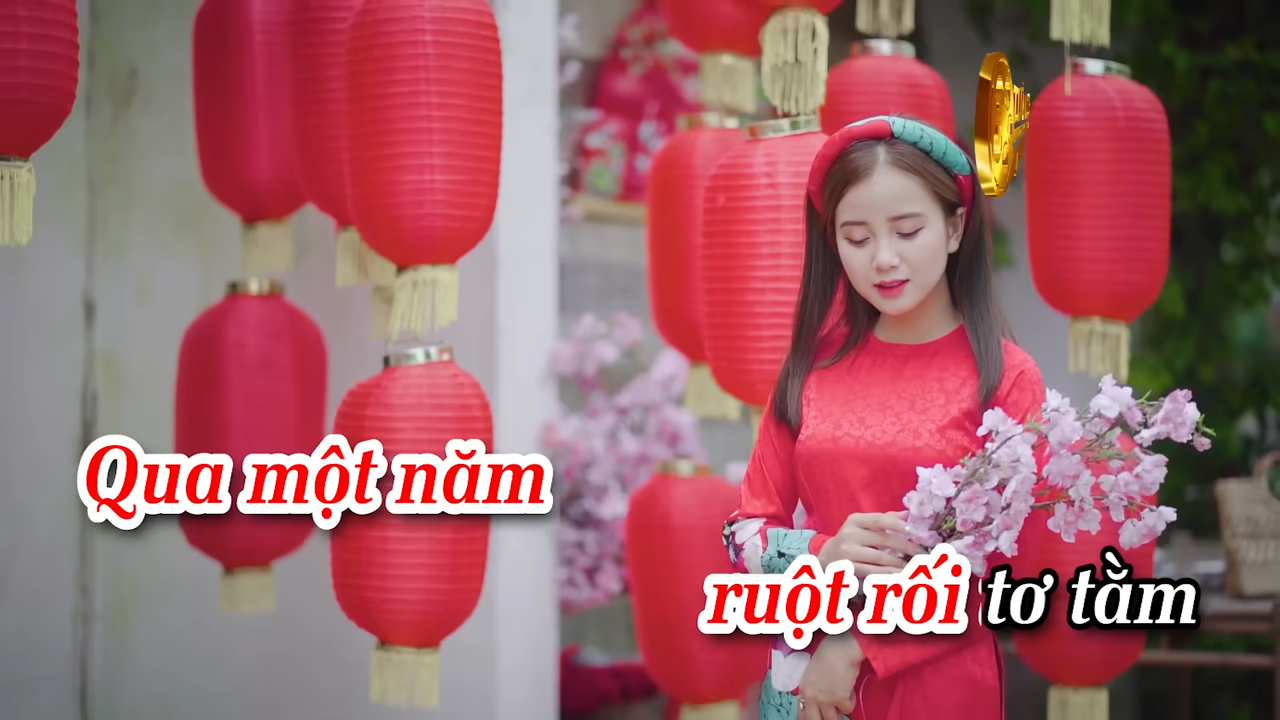 Qua một năm
ruột rối tơ tằm